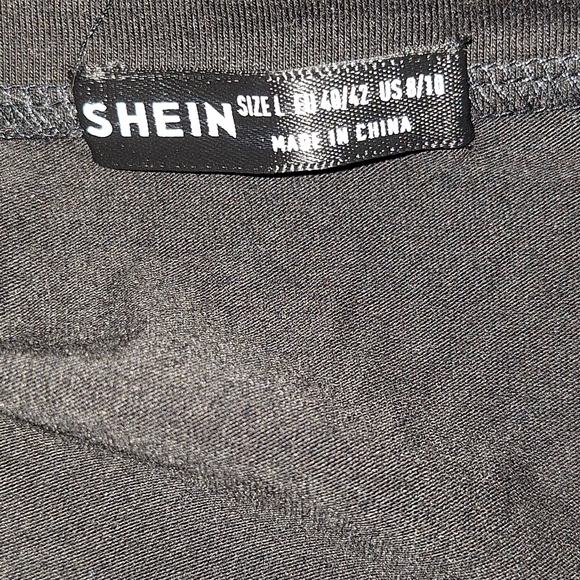 SHEIN SIZE L EU 40/42 US 8/10
MADE IN CHINA